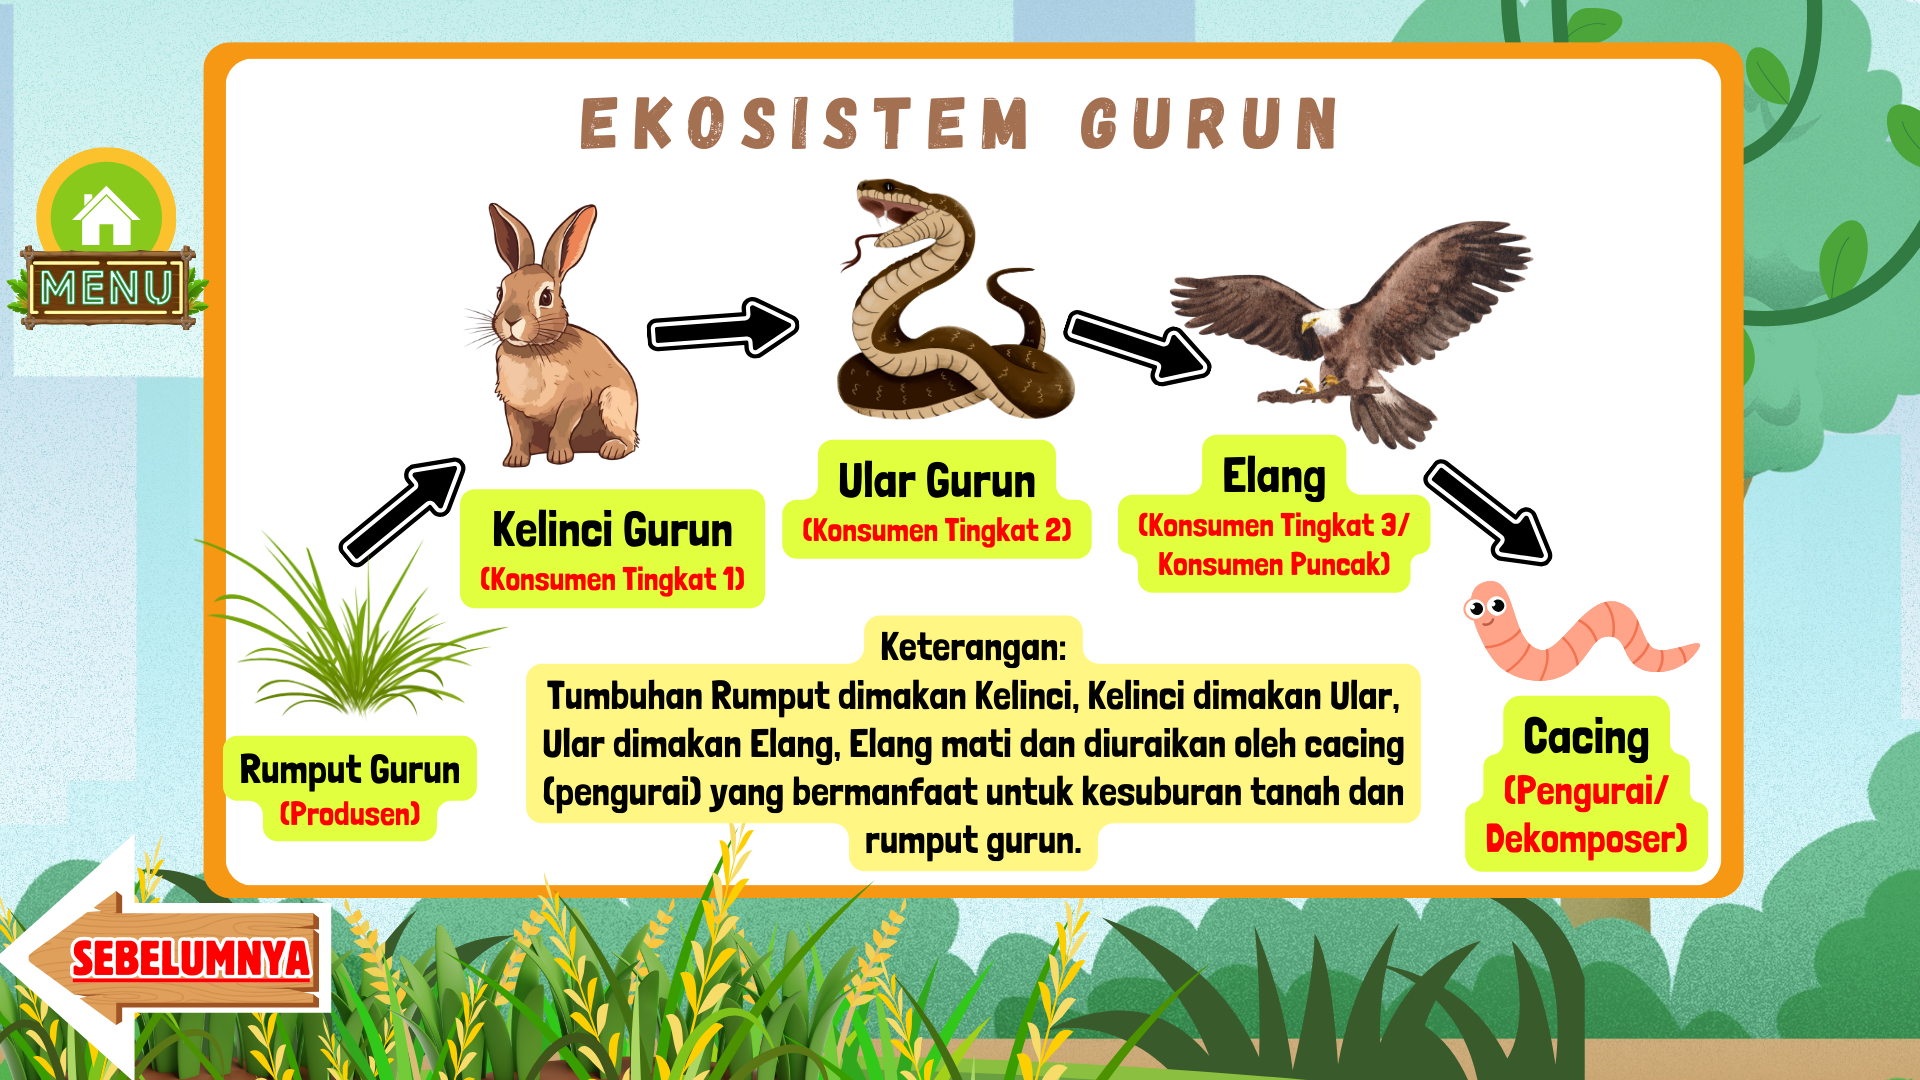 EKOSISTEM GURUN
MENU
Kelinci Gurun
(Konsumen Tingkat 1)
Ular Gurun
(Konsumen Tingkat 2)
Elang
(Konsumen Tingkat 3/
Konsumen Puncak)
Rumput Gurun
(Produsen)
Keterangan:
Tumbuhan Rumput dimakan Kelinci, Kelinci dimakan Ular,
Ular dimakan Elang, Elang mati dan diuraikan oleh cacing
(pengurai) yang bermanfaat untuk kesuburan tanah dan
rumput gurun.
Cacing
(Pengurai/
Dekomposer)
SEBELUMNYA